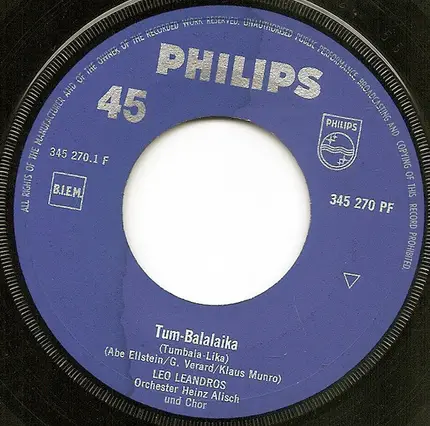 ALL RIGHTS OF THE MANUFACTURER AND OF THE OWNER OF THE RECORDED WORK RESERVED. UNAUTHORISED PUBLIC PERFORMANCE, BROADCASTING AND COPYING OF THIS RECORD PROHIBITED.
PHILIPS
45
PHILIPS
345 270.1 F
B.I.E.M.
345 270 PF
Tum-Balalaika
(Tumbala-Lika)
(Abe Ellstein/G. Verard/Klaus Munro)
LEO LEANDROS
Orchester Heinz Alisch
und Chor